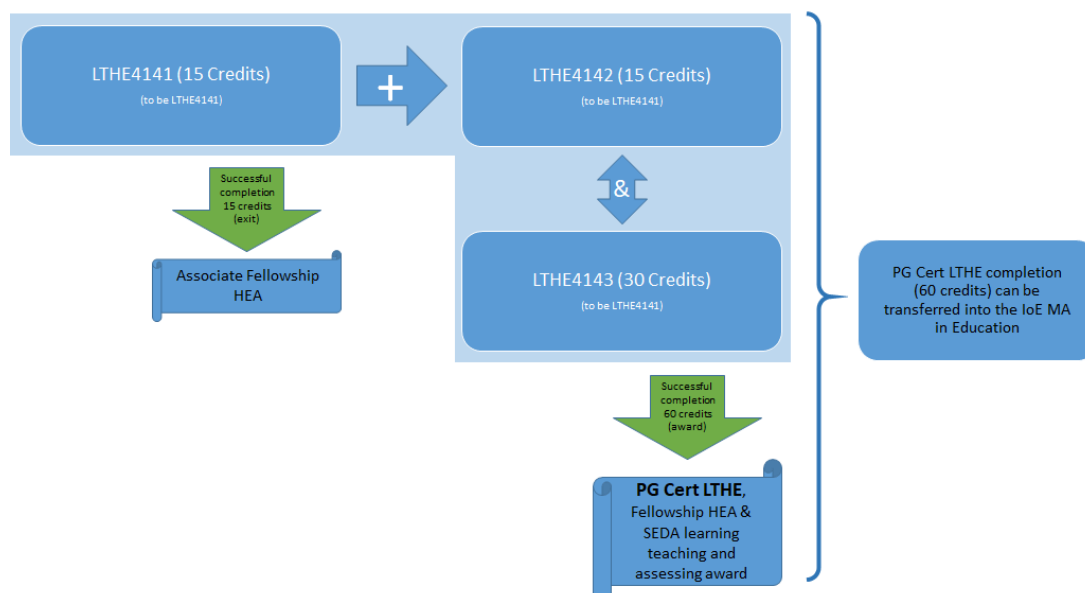 LTHE4141 (15 Credits)
(to be LTHE4141)
+
LTHE4142 (15 Credits)
(to be LTHE4141)
Successful
completion
15 credits
(exit)
&
Associate Fellowship
HEA
LTHE4143 (30 Credits)
(to be LTHE4141)
PG Cert LTHE completion
(60 credits) can be
transferred into the IoE MA
in Education
Successful
completion
60 credits
(award)
PG Cert LTHE,
Fellowship HEA &
SEDA learning
teaching and
assessing award